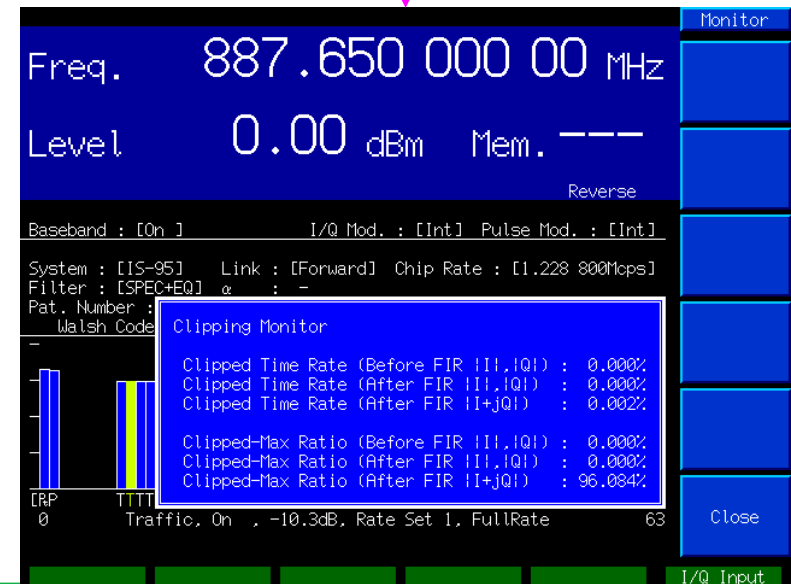 Monitor
Freq. 887.650 000 00 MHz
Level 0.00 dBm Mem. ---
Reverse
Baseband : [On ] I/Q Mod. : [Int] Pulse Mod. : [Int]
System : [IS-95] Link : [Forward] Chip Rate : [1.228 800Mcps]
Filter : [SPEC+EQ] α : -
Pat. Number :
Walsh Code
Clipping Monitor
Clipped Time Rate (Before FIR |I|,|Q|) : 0.000%
Clipped Time Rate (After FIR |I|,|Q|) : 0.000%
Clipped Time Rate (After FIR |I+jQ|) : 0.002%
Clipped-Max Ratio (Before FIR |I|,|Q|) : 0.000%
Clipped-Max Ratio (After FIR |I|,|Q|) : 0.000%
Clipped-Max Ratio (After FIR |I+jQ|) : 96.084%
TTTT
0 Traffic, On , -10.3dB, Rate Set 1, FullRate 63
Close
I/Q Input